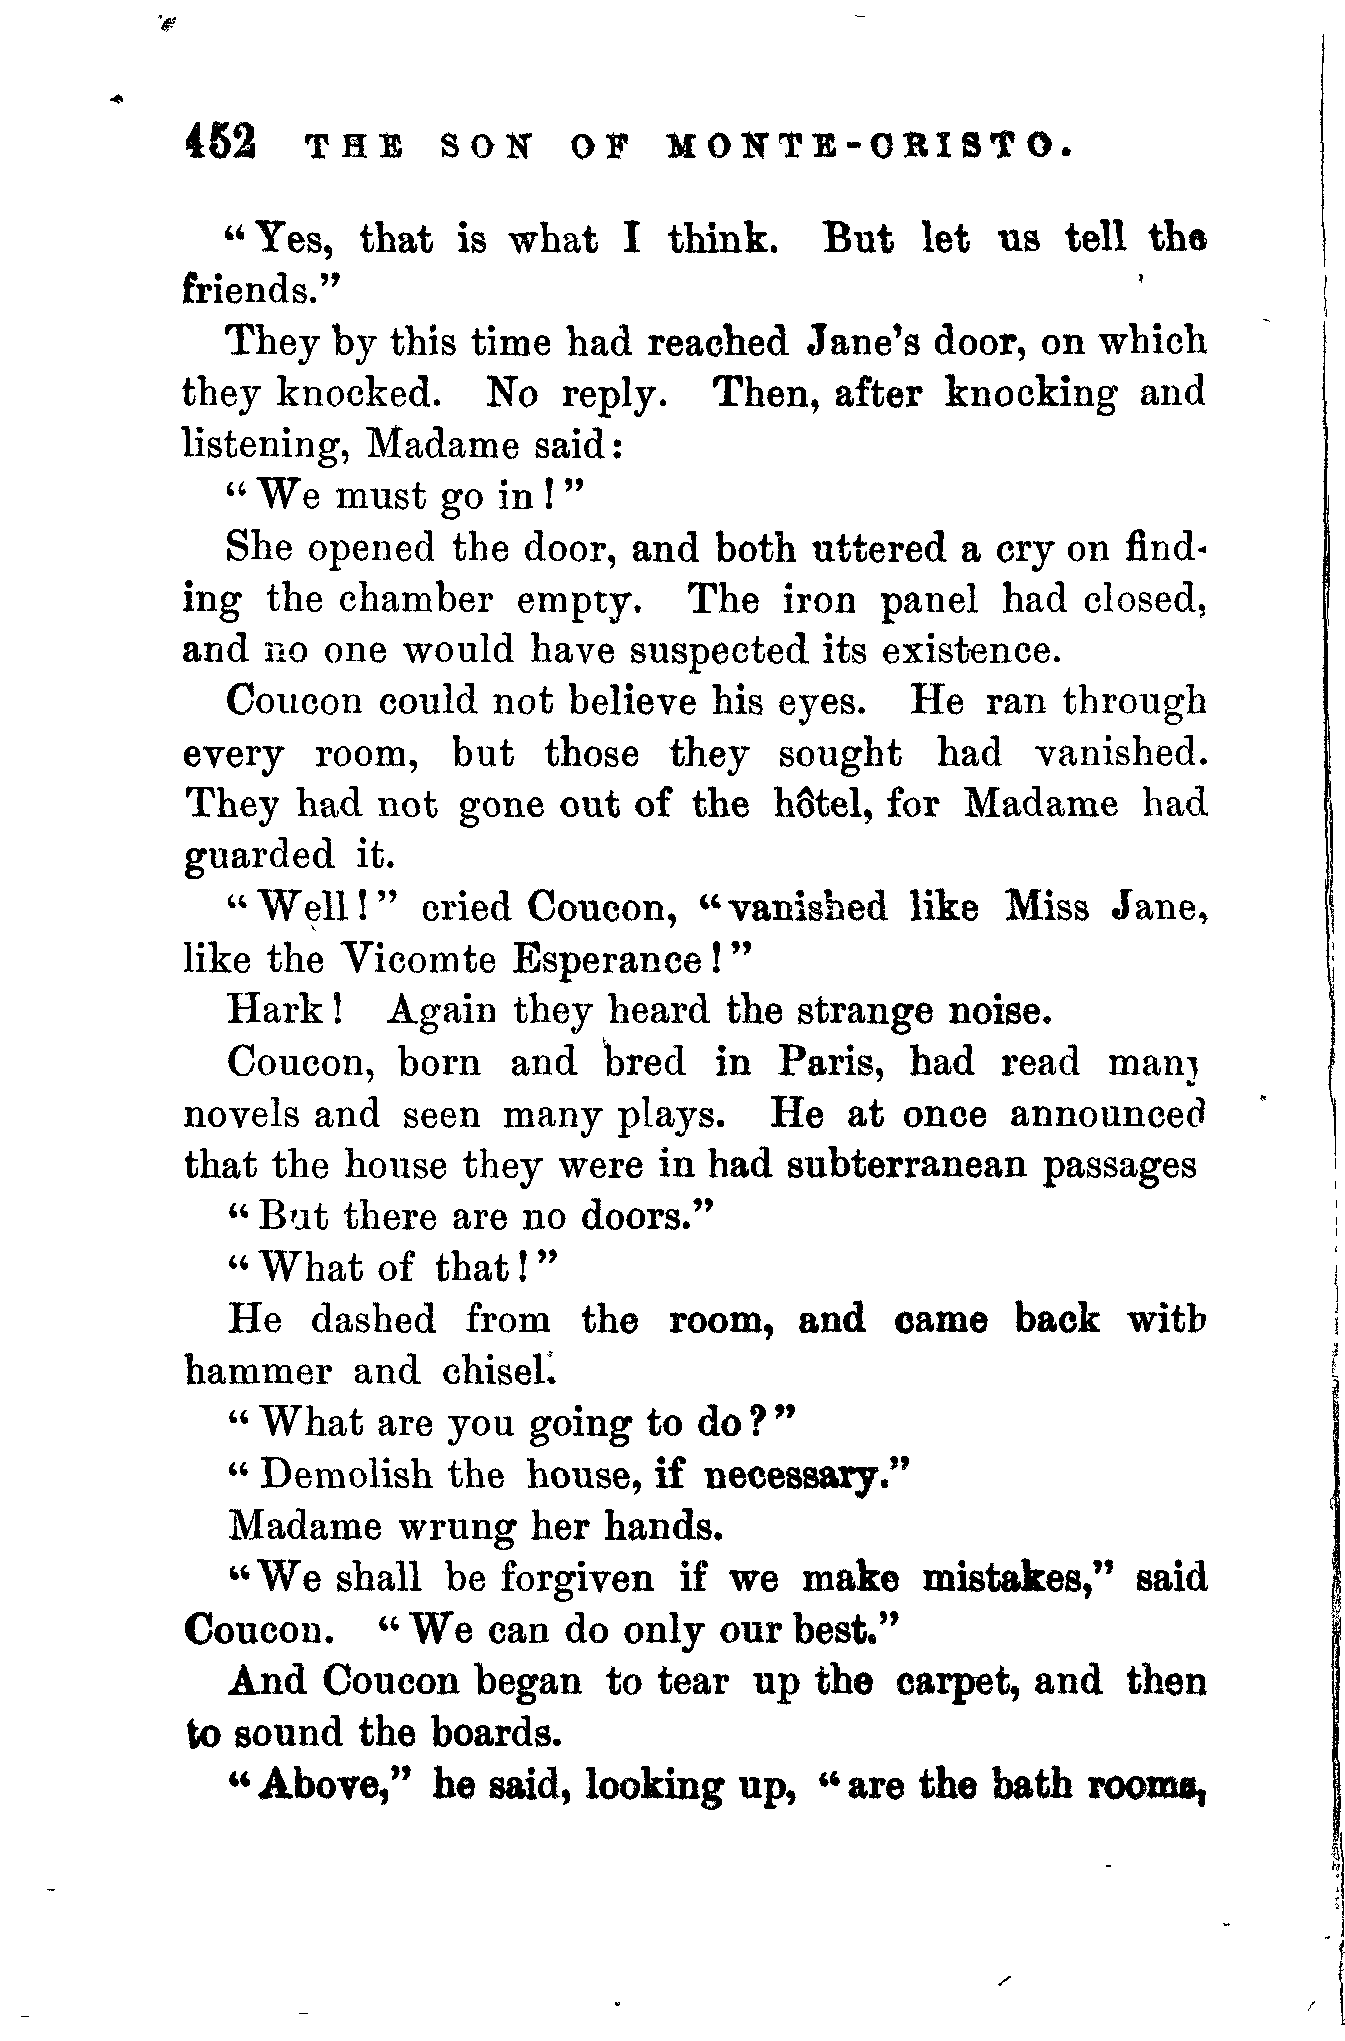 452 THE SON OF MONTE-CRISTO.
“Yes, that is what I think. But let us tell the
friends.”
They by this time had reached Jane’s door, on which
they knocked. No reply. Then, after knocking and
listening, Madame said:
“We must go in!”
She opened the door, and both uttered a cry on find-
ing the chamber empty. The iron panel had closed,
and no one would have suspected its existence.
Coucon could not believe his eyes. He ran through
every room, but those they sought had vanished.
They had not gone out of the hôtel, for Madame had
guarded it.
“Well!” cried Coucon, “vanished like Miss Jane,
like the Vicomte Esperance!”
Hark! Again they heard the strange noise.
Coucon, born and bred in Paris, had read many
novels and seen many plays. He at once announced
that the house they were in had subterranean passages
“But there are no doors.”
“What of that!”
He dashed from the room, and came back with
hammer and chisel.
“What are you going to do?”
“Demolish the house, if necessary.”
Madame wrung her hands.
“We shall be forgiven if we make mistakes,” said
Coucon. “We can do only our best.”
And Coucon began to tear up the carpet, and then
to sound the boards.
“Above,” he said, looking up, “are the bath rooms,